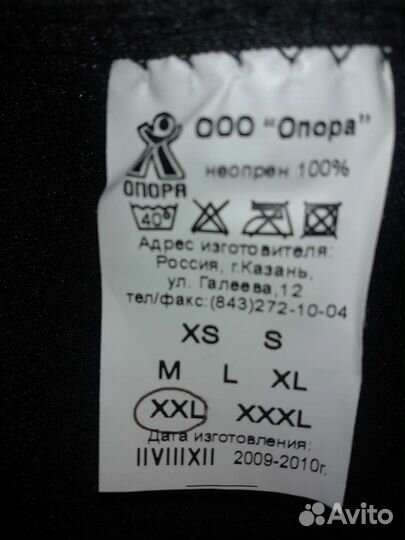 ООО "Опора"
ОПОРА
неопрен 100%
40°
Адрес изготовителя:
Россия, г.Казань,
ул. Галеева,12
тел/факс:(843)272-10-04
XS S
M L XL
XXL XXXL
Дата изготовления:
IIVIIIXII 2009-2010г.
Avito